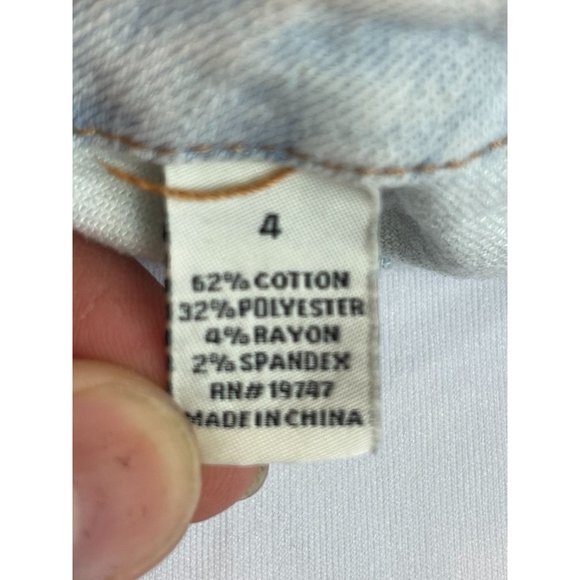 4
62% COTTON
32% POLYESTER
4% RAYON
2% SPANDEX
RN# 19747
MADE IN CHINA